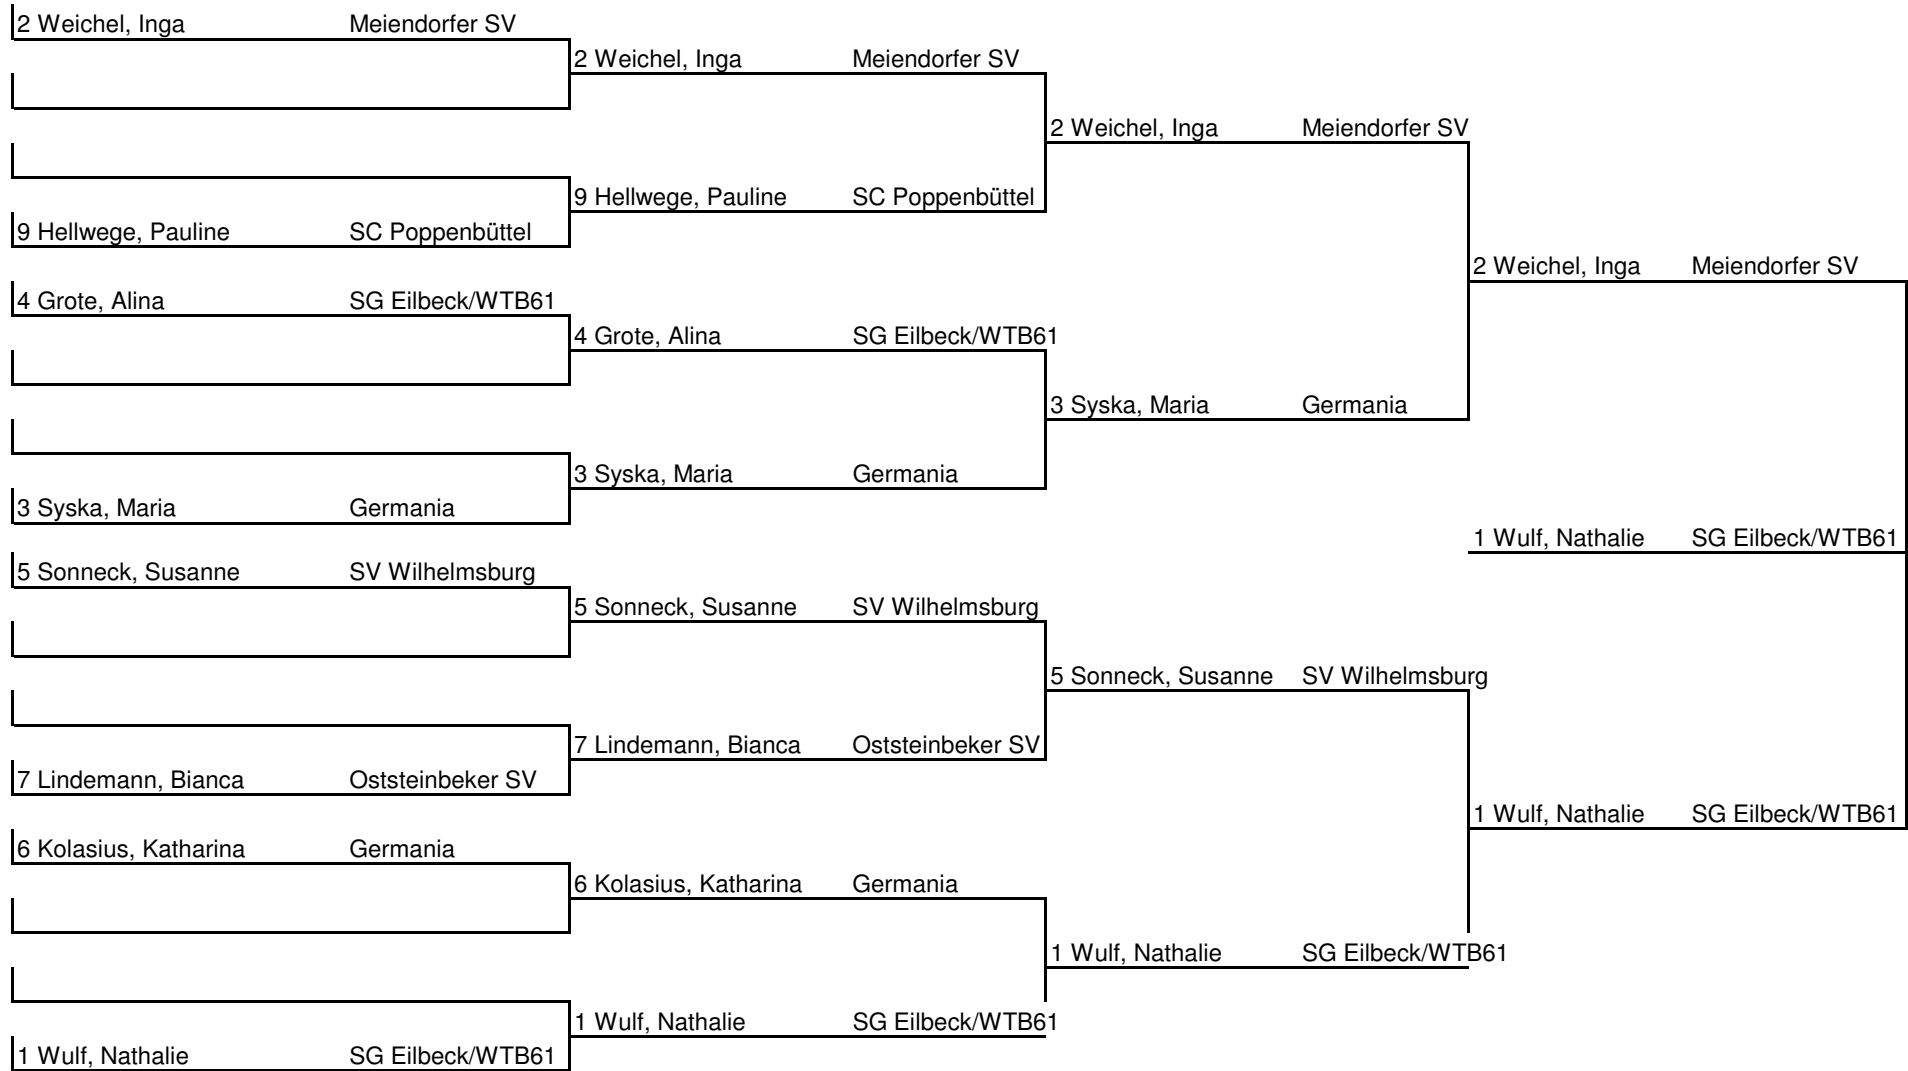 2 Weichel, Inga Meiendorfer SV
2 Weichel, Inga Meiendorfer SV
2 Weichel, Inga Meiendorfer SV
9 Hellwege, Pauline SC Poppenbüttel
9 Hellwege, Pauline SC Poppenbüttel
2 Weichel, Inga Meiendorfer SV
4 Grote, Alina SG Eilbeck/WTB61
4 Grote, Alina SG Eilbeck/WTB61
3 Syska, Maria Germania
3 Syska, Maria Germania
3 Syska, Maria Germania
1 Wulf, Nathalie SG Eilbeck/WTB61
5 Sonneck, Susanne SV Wilhelmsburg
5 Sonneck, Susanne SV Wilhelmsburg
5 Sonneck, Susanne SV Wilhelmsburg
7 Lindemann, Bianca Oststeinbeker SV
7 Lindemann, Bianca Oststeinbeker SV
1 Wulf, Nathalie SG Eilbeck/WTB61
6 Kolasius, Katharina Germania
6 Kolasius, Katharina Germania
1 Wulf, Nathalie SG Eilbeck/WTB61
1 Wulf, Nathalie SG Eilbeck/WTB61
1 Wulf, Nathalie SG Eilbeck/WTB61